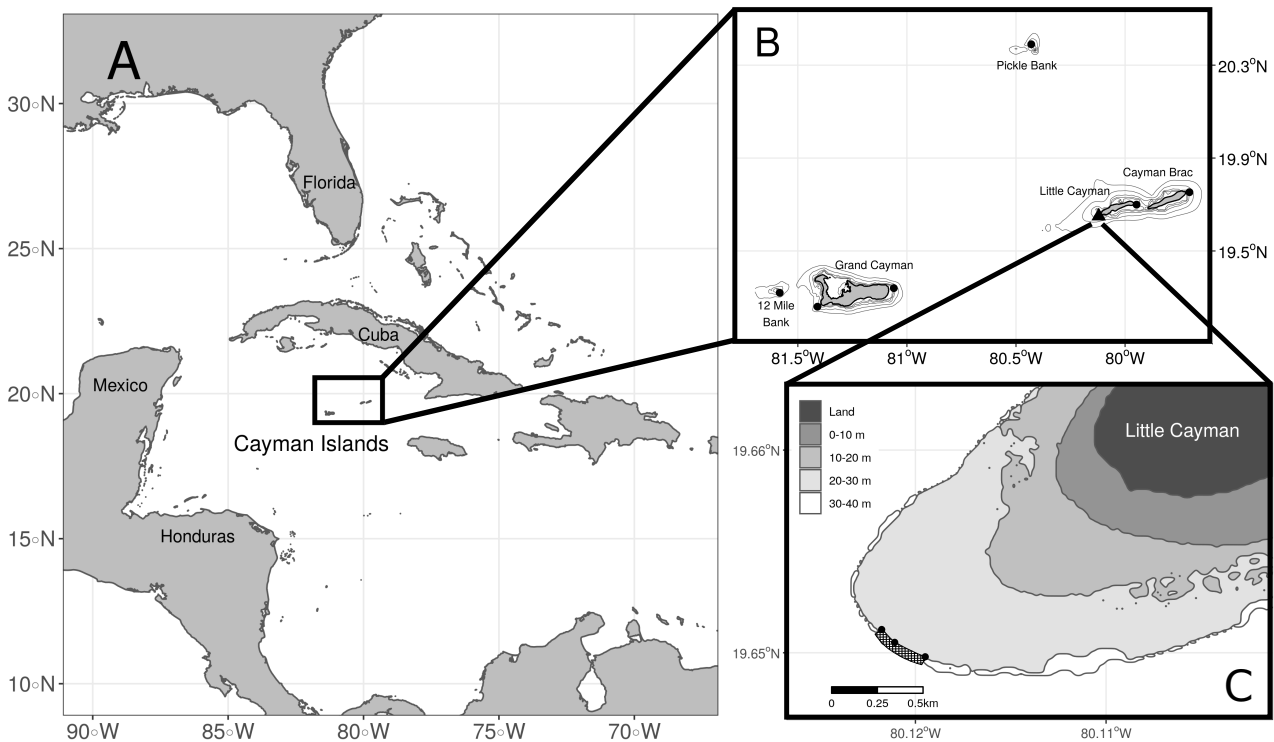 A
30◦N
25◦N
20◦N
15◦N
10◦N
90◦W
85◦W
80◦W
75◦W
70◦W
Florida
Cuba
Mexico
Cayman Islands
Honduras
B
Pickle Bank
Cayman Brac
Little Cayman
Grand Cayman
12 Mile
Bank
20.3°N
19.9°N
19.5°N
81.5°W
81°W
80.5°W
80°W
Land
0-10 m
10-20 m
20-30 m
30-40 m
Little Cayman
19.66°N
19.65°N
0
0.25
0.5km
C
80.12°W
80.11°W